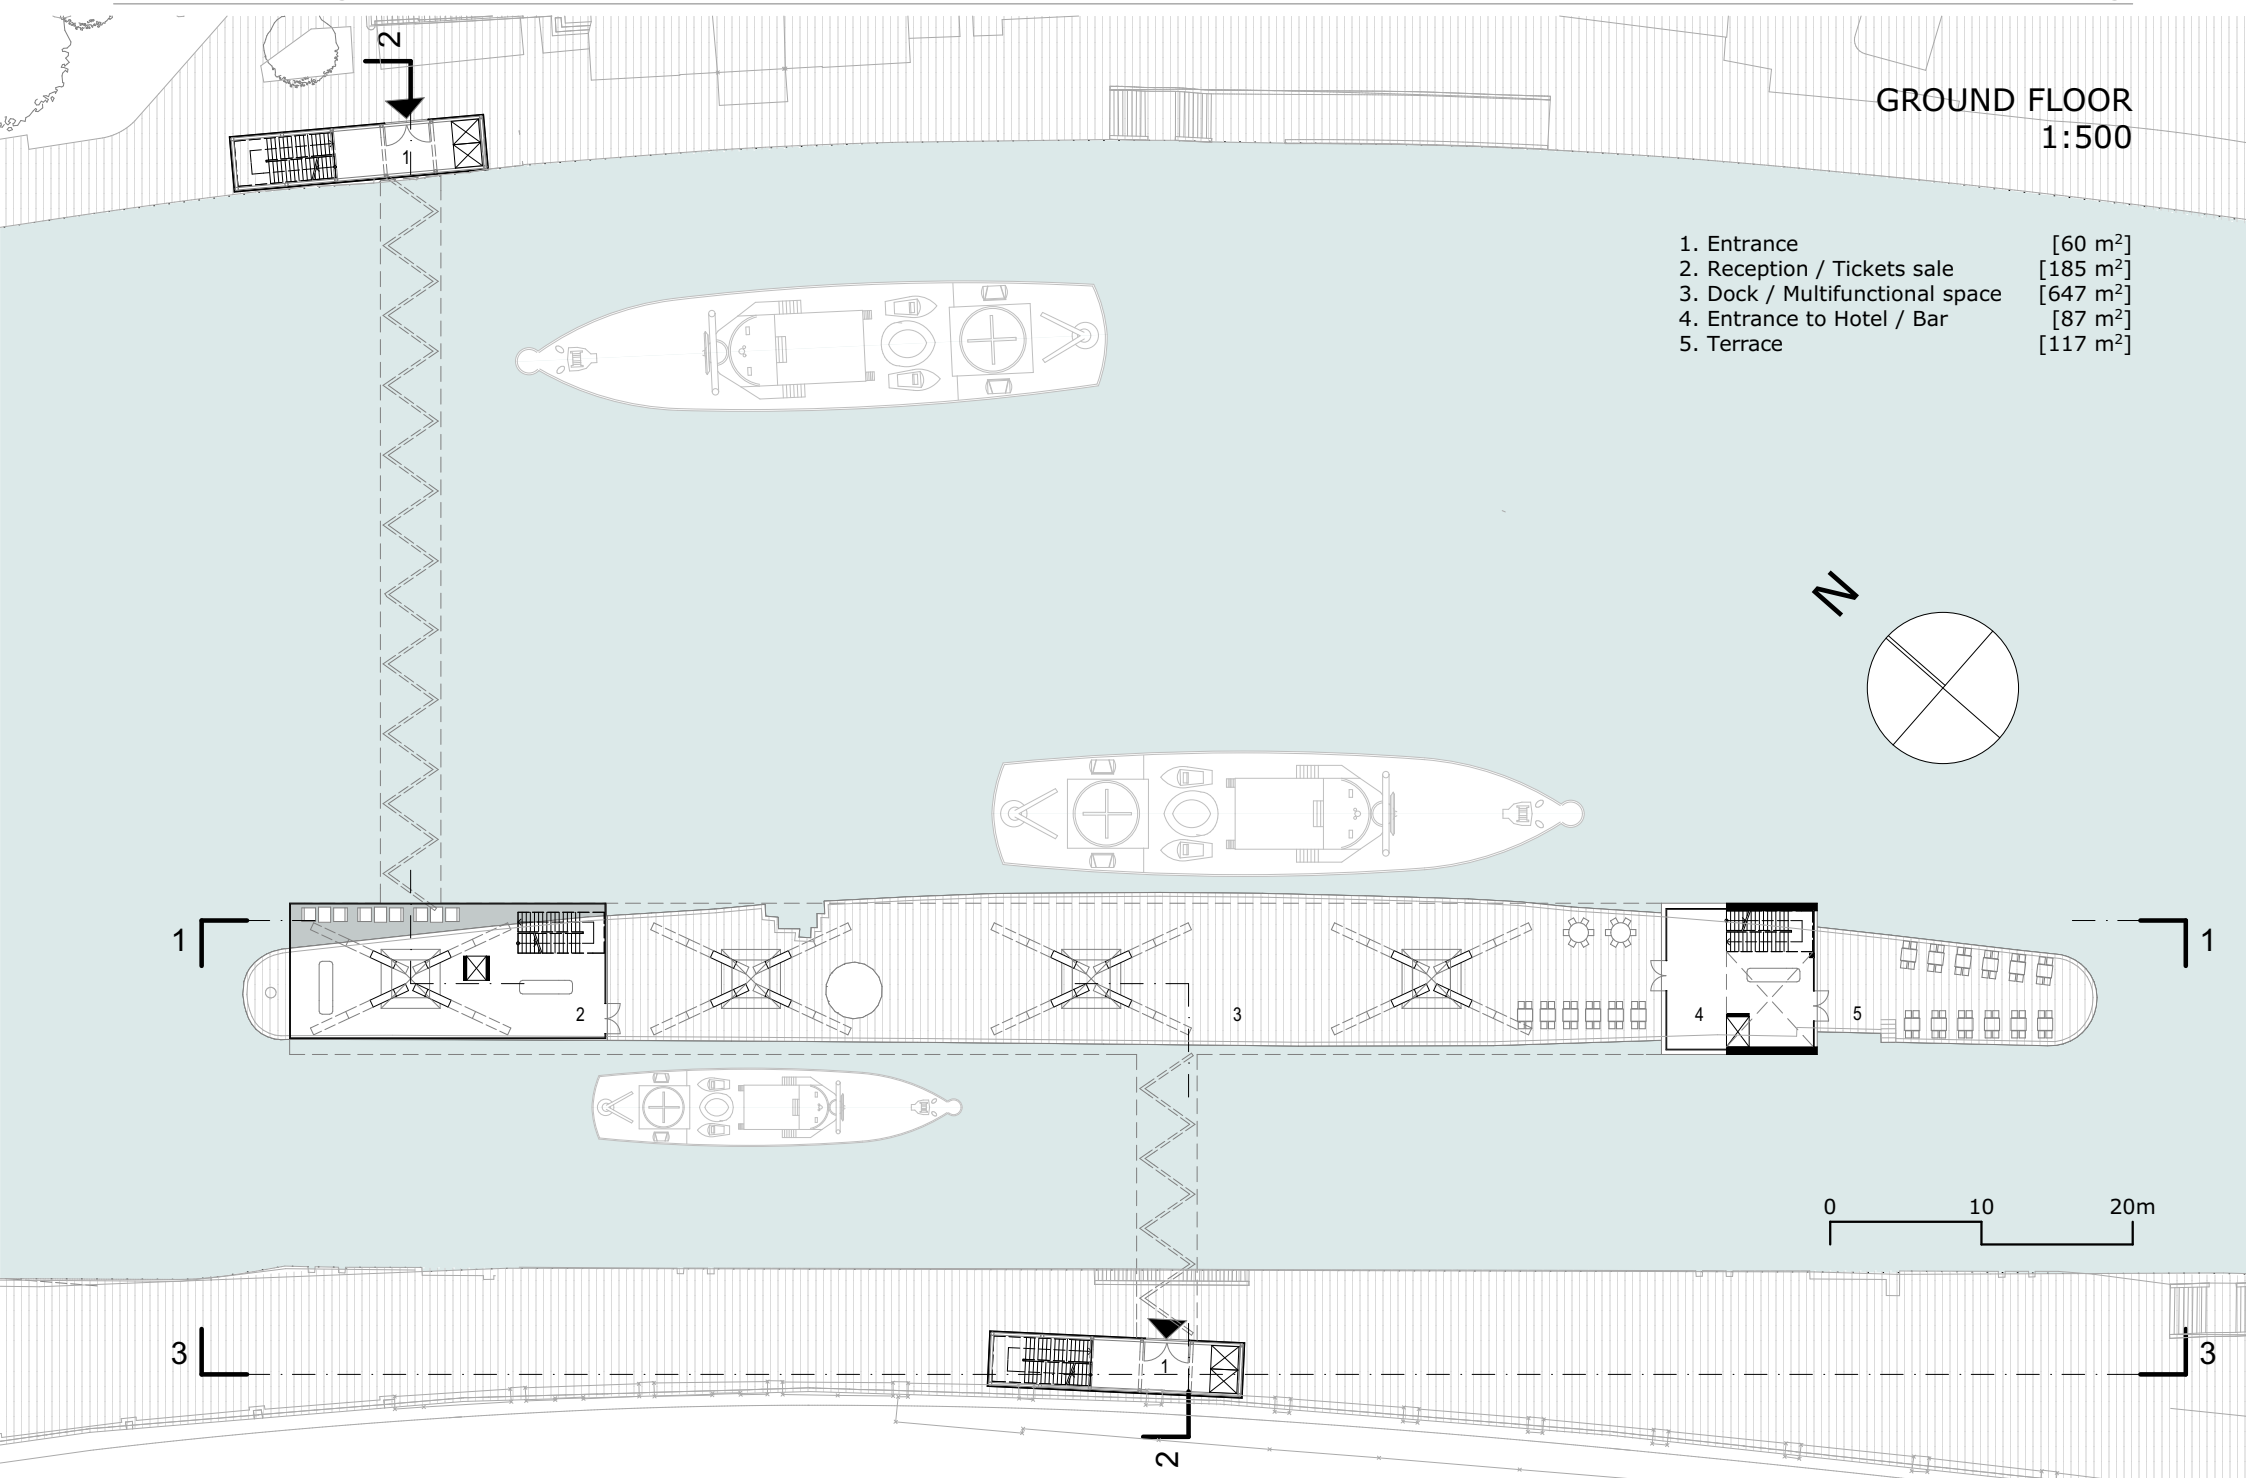 2
GROUND FLOOR
1:500
1
1. Entrance [60 m²]
2. Reception / Tickets sale [185 m²]
3. Dock / Multifunctional space [647 m²]
4. Entrance to Hotel / Bar [87 m²]
5. Terrace [117 m²]
N
1
1
2
3
4
5
0 10 20m
3
3
1
2